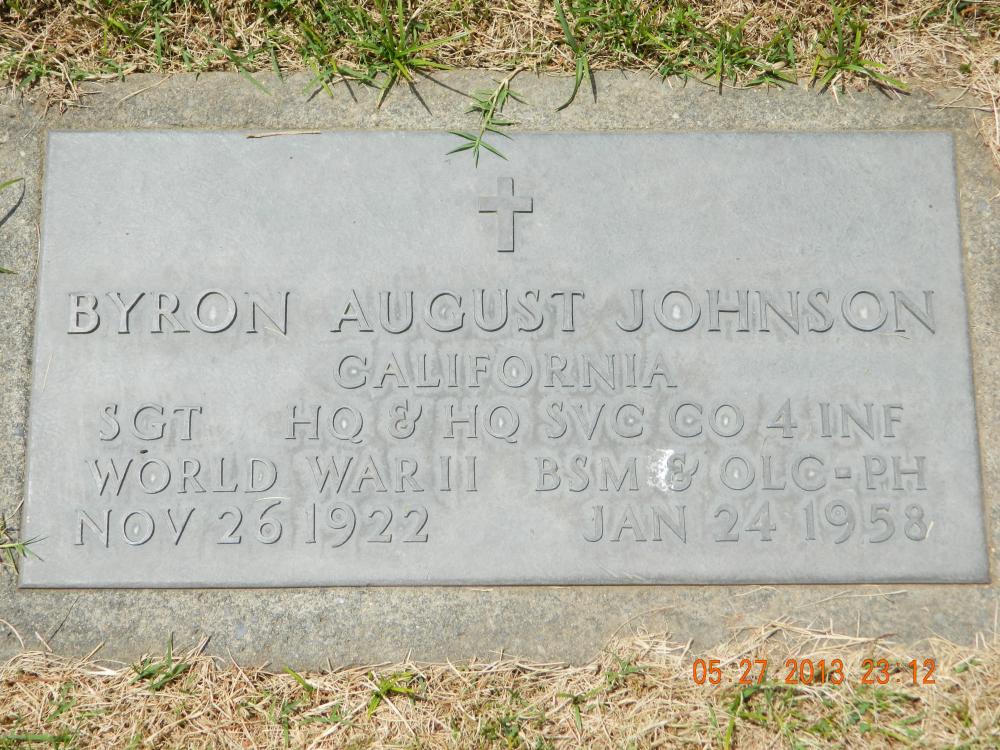 BYRON AUGUST JOHNSON
CALIFORNIA
SGT HQ & HQ SVC CO 4 INF
WORLD WAR II BSM & OLC-PH
NOV 26 1922 JAN 24 1958
05 27 2013 23 12